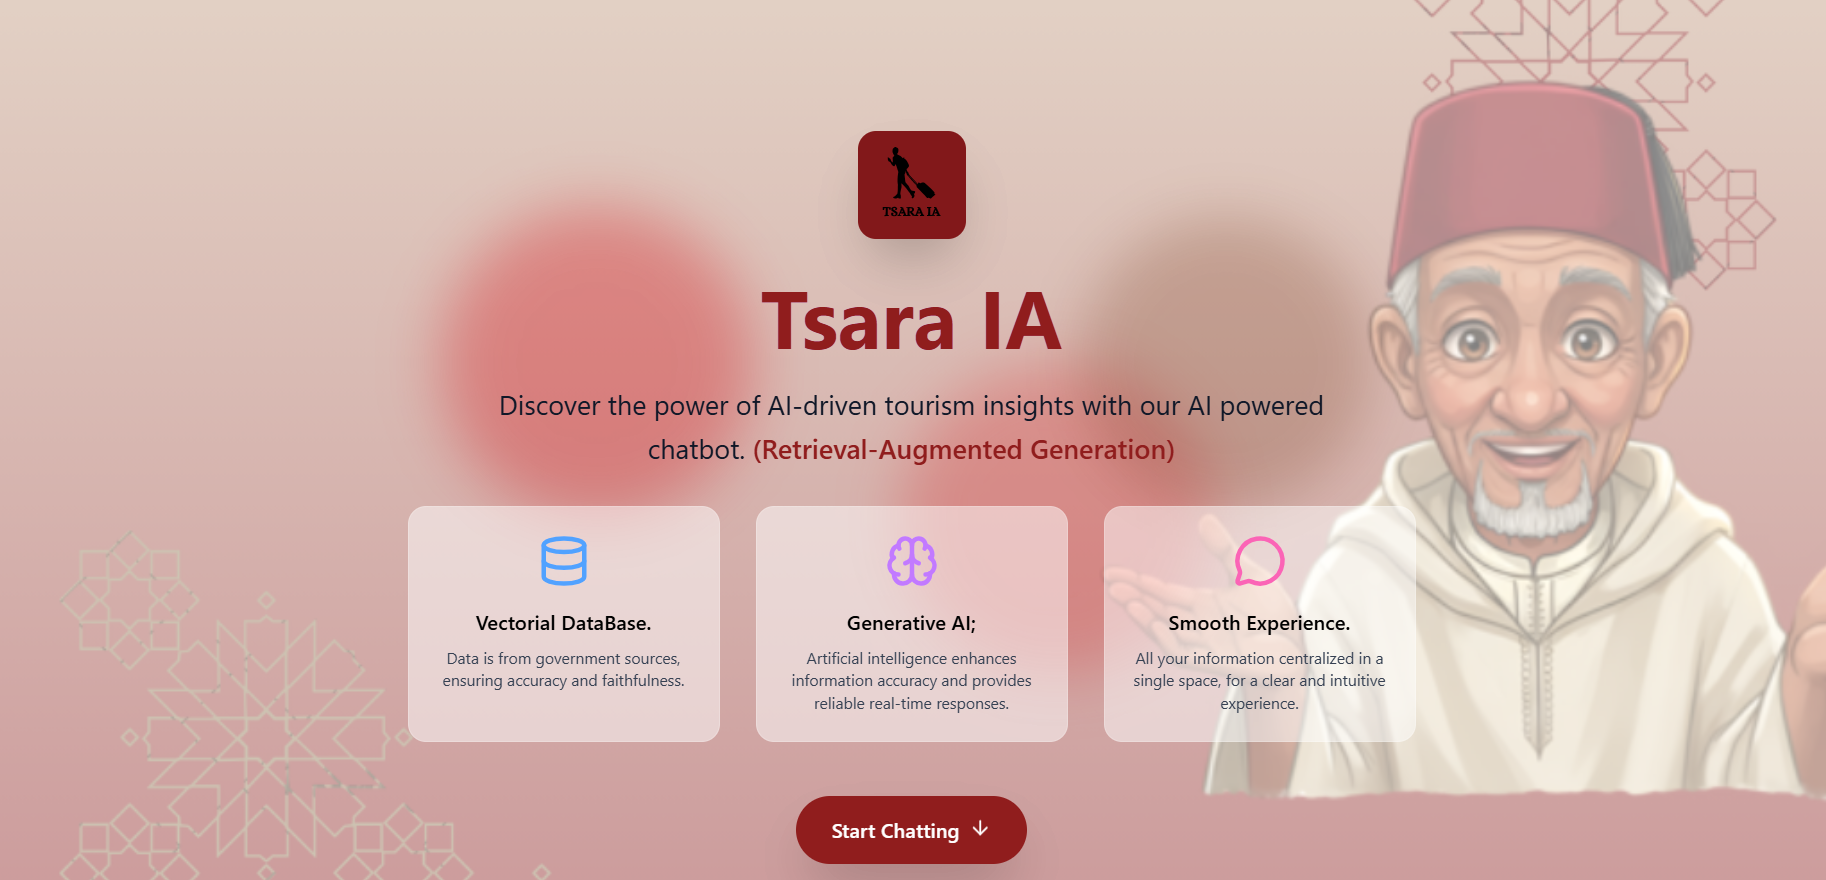 TSARA IA
Tsara IA
Discover the power of AI-driven tourism insights with our AI powered
chatbot. (Retrieval-Augmented Generation)
Vectorial DataBase.
Data is from government sources,
ensuring accuracy and faithfulness.
Generative AI;
Artificial intelligence enhances
information accuracy and provides
reliable real-time responses.
Smooth Experience.
All your information centralized in a
single space, for a clear and intuitive
experience.
Start Chatting